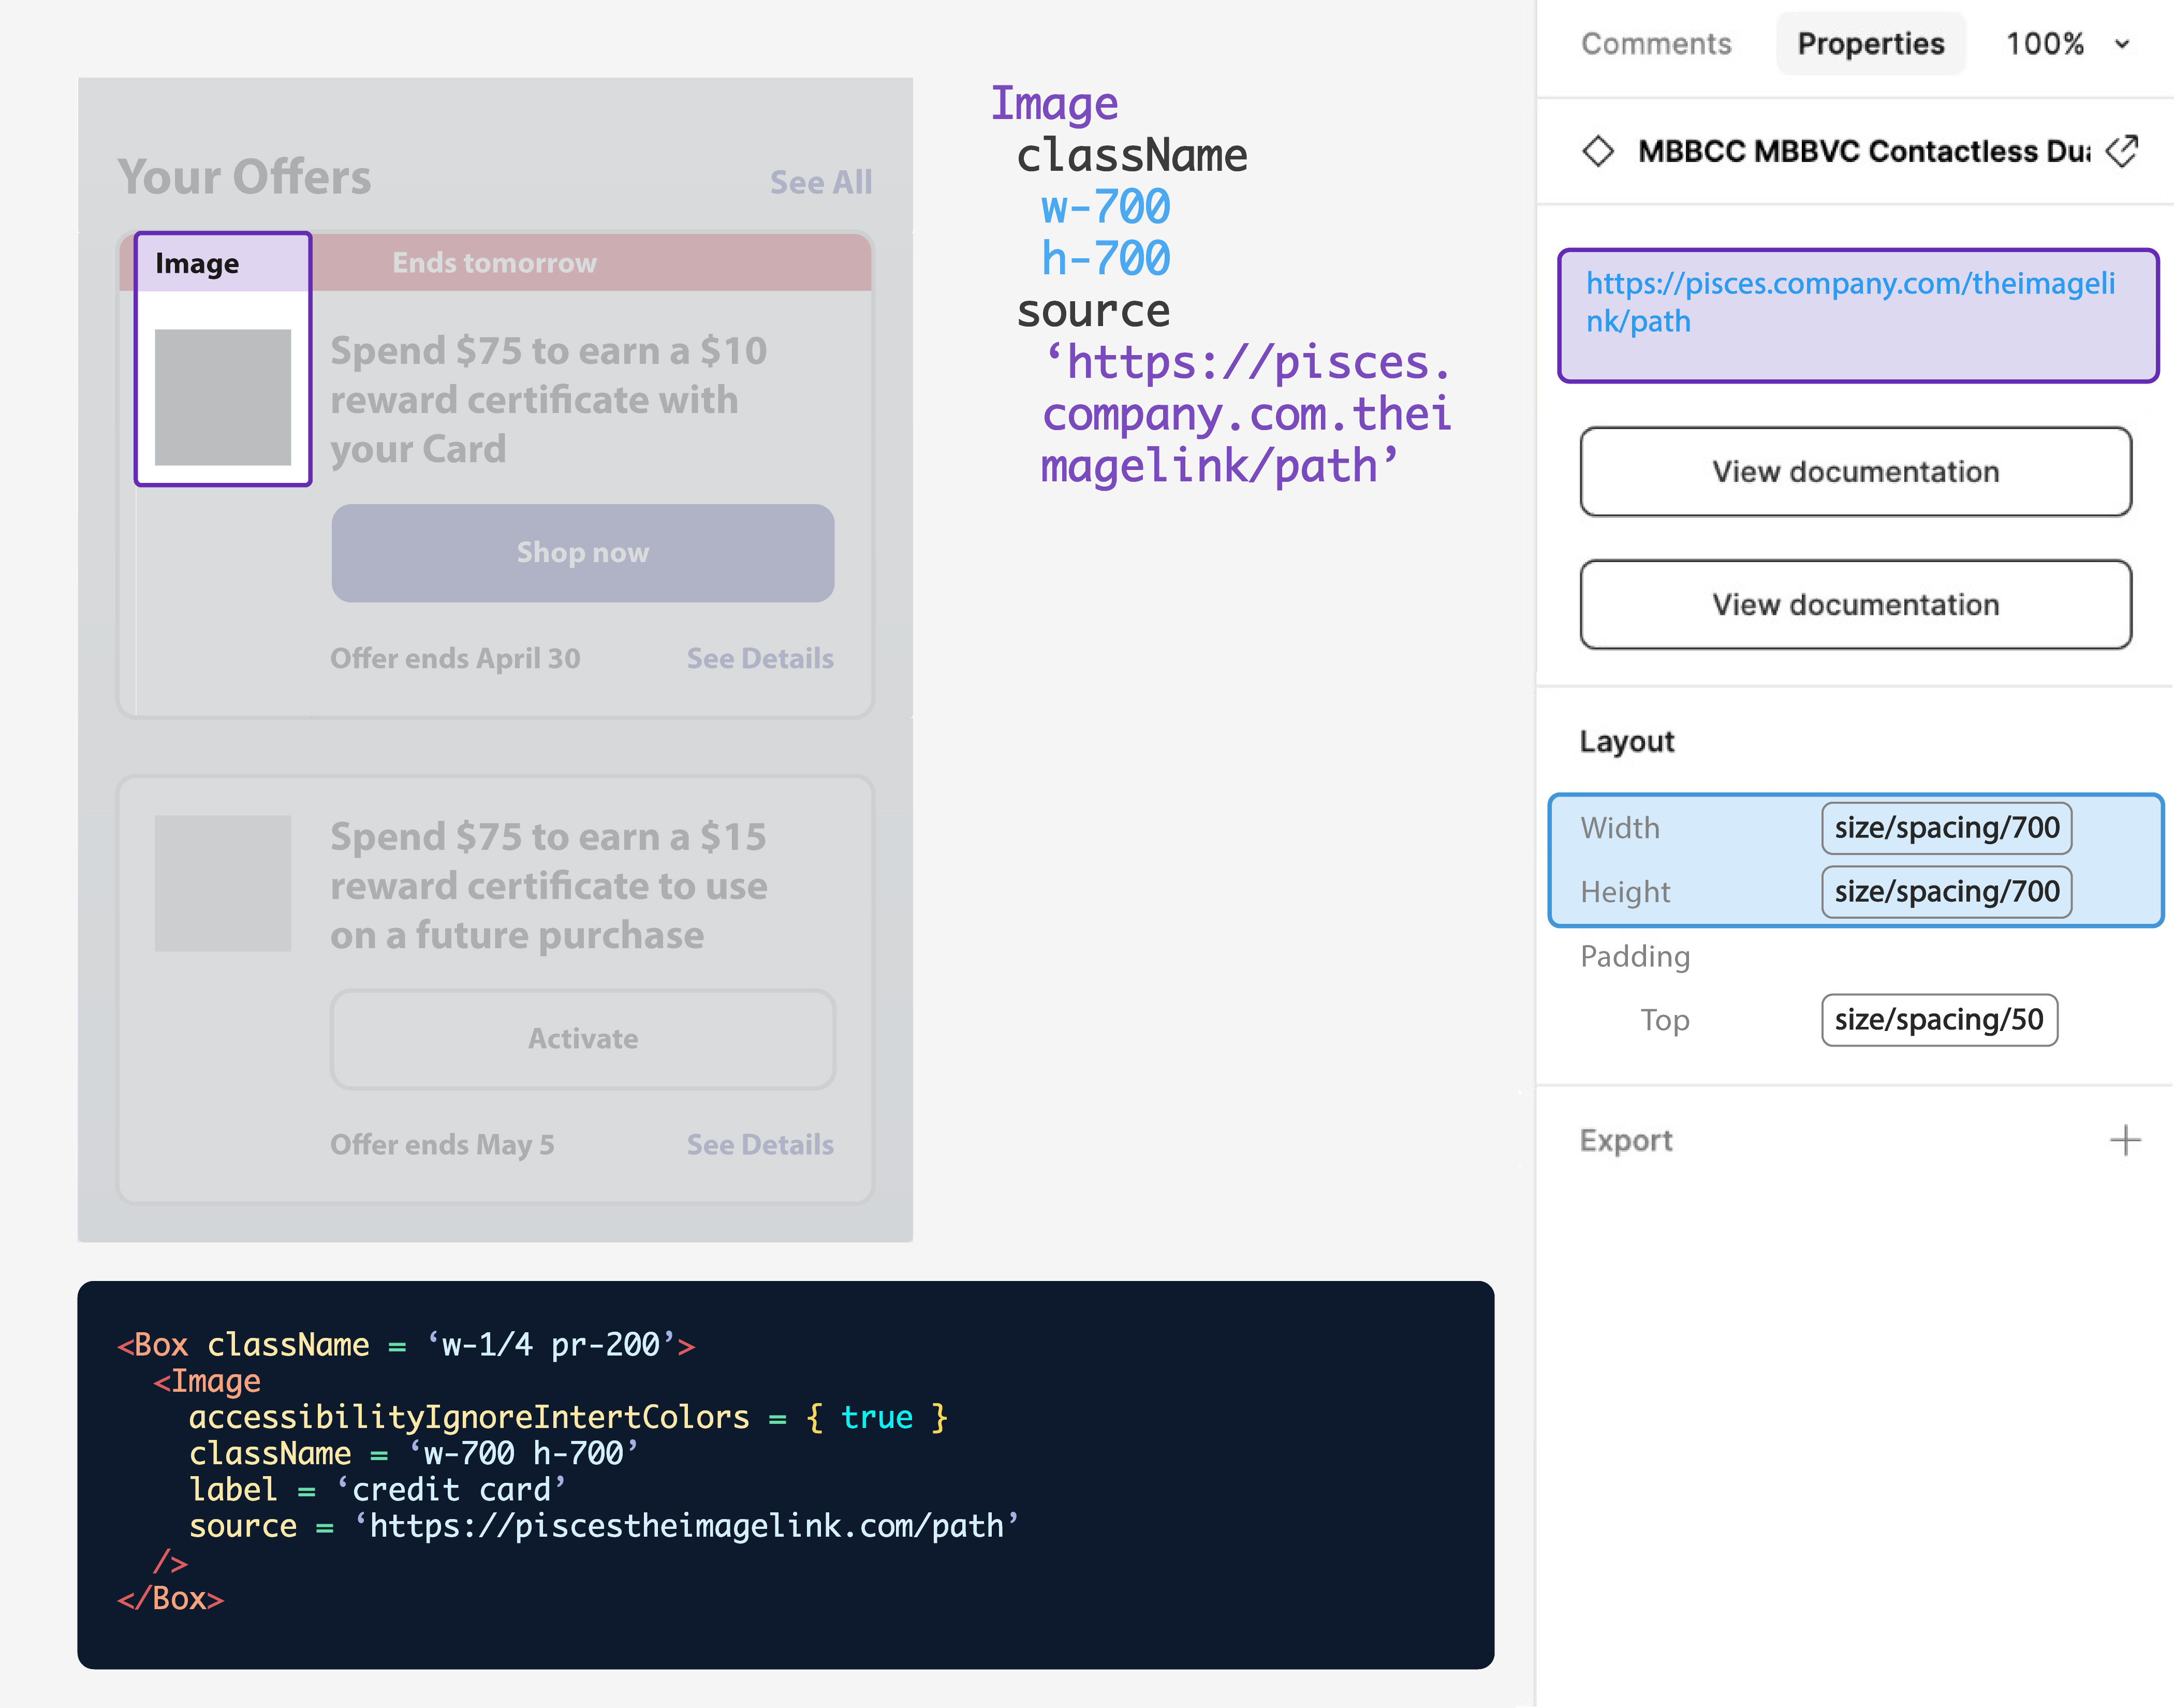 Your Offers
See All
Image
Ends tomorrow
Spend $75 to earn a $10
reward certificate with
your Card
Shop now
Offer ends April 30
See Details
Spend $75 to earn a $15
reward certificate to use
on a future purchase
Activate
Offer ends May 5
See Details
Image
className
w-700
h-700
source
‘https://pisces.
company.com.thei
magelink/path’
<Box className = ‘w-1/4 pr-200’>
<Image
accessibilityIgnoreIntertColors = { true }
className = ‘w-700 h-700’
label = ‘credit card’
source = ‘https://piscestheimagelink.com/path’
/>
</Box>
Comments
Properties
100%
MBBCC MBBVC Contactless Dua
https://pisces.company.com/theimageli
nk/path
View documentation
View documentation
Layout
Width
size/spacing/700
Height
size/spacing/700
Padding
Top
size/spacing/50
Export